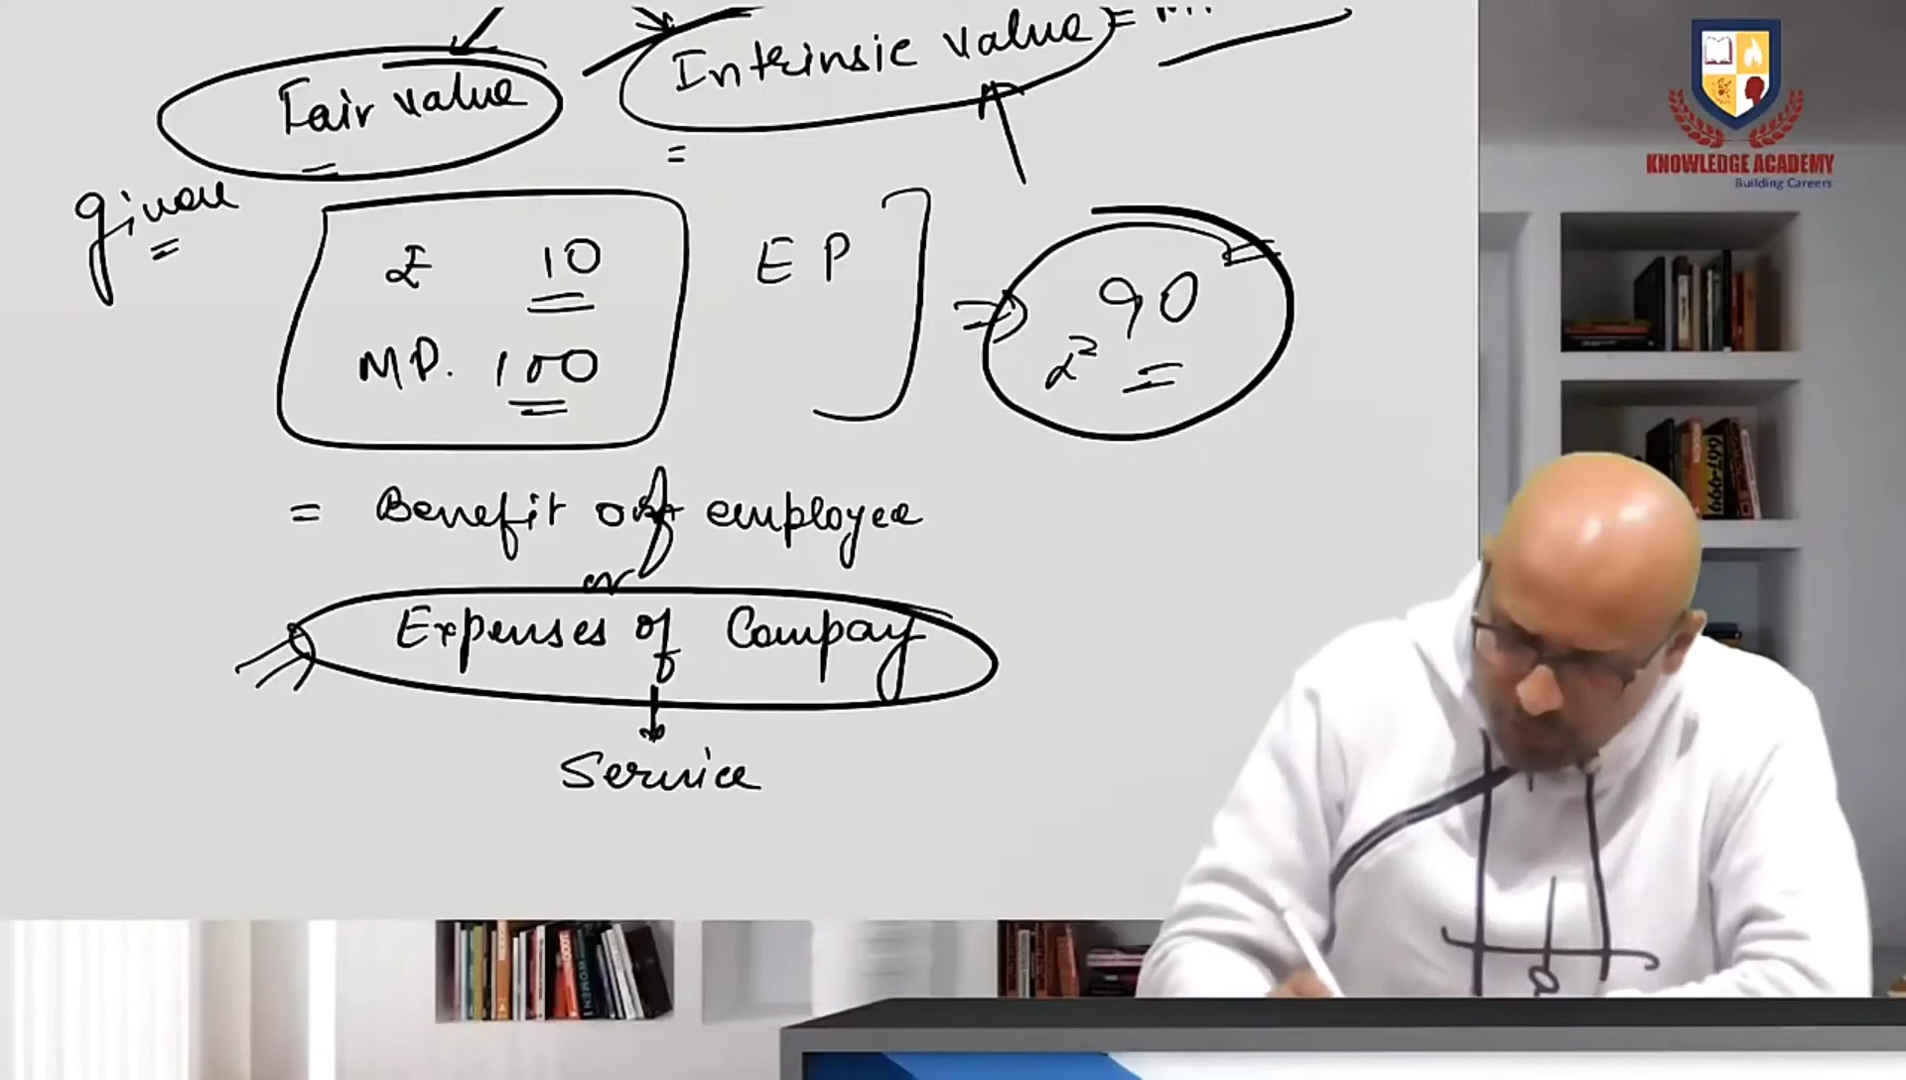 Fair value Intrinsic value =
KNOWLEDGE ACADEMY
Building Careers
given
I 10 EP
90
MP. 100
= Benefit of employee
or
Expenses of Compay
Service